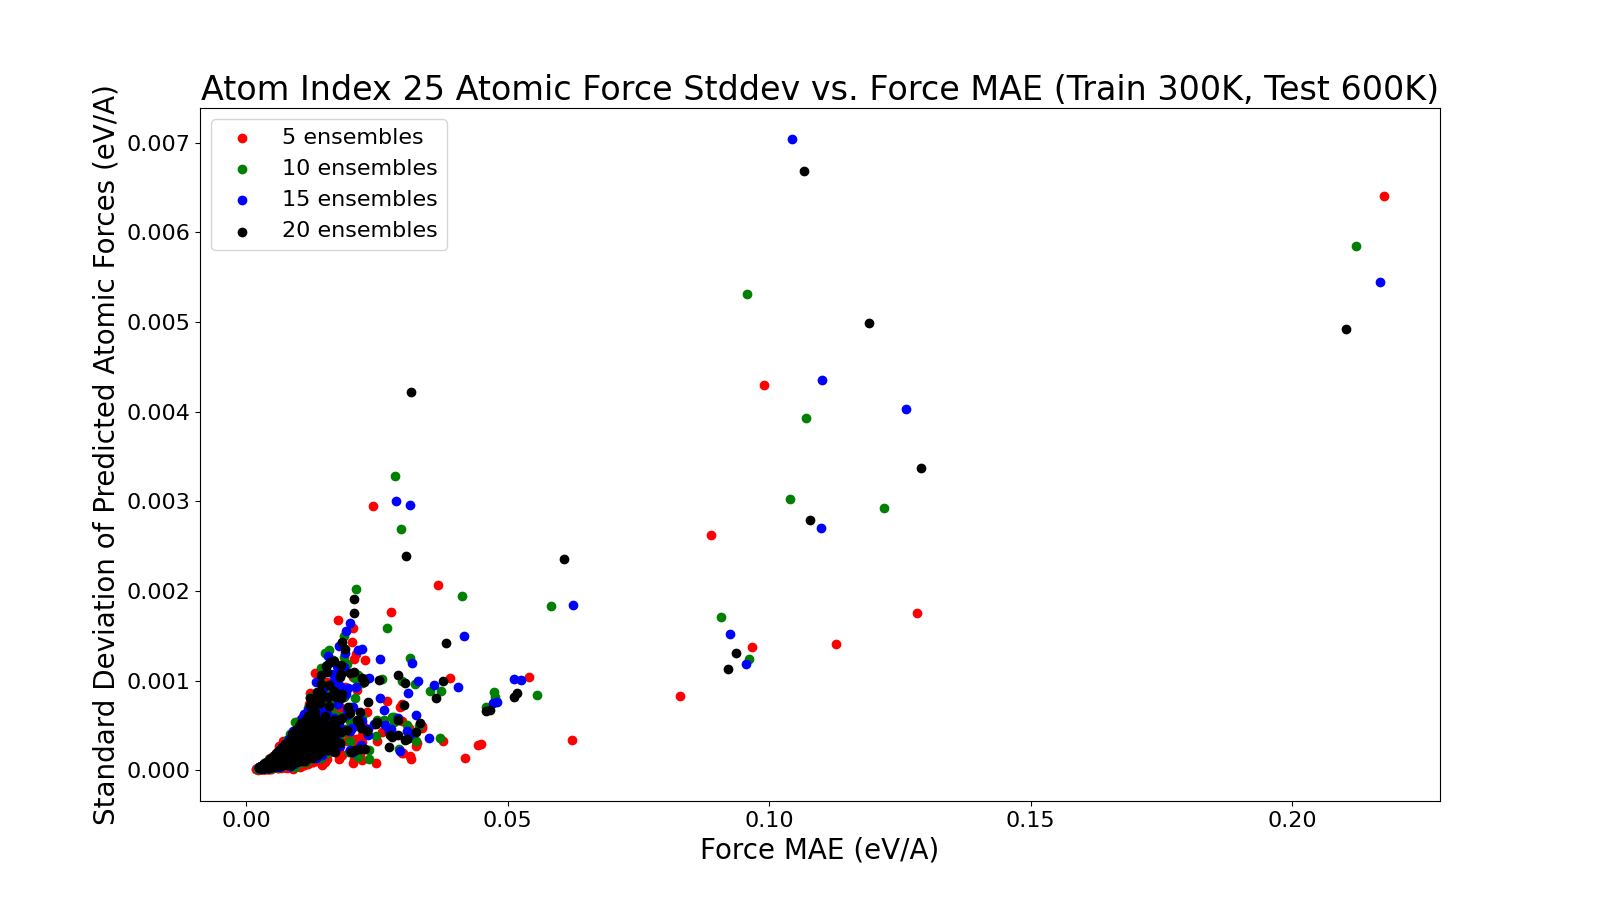 Atom Index 25 Atomic Force Stddev vs. Force MAE (Train 300K, Test 600K)
5 ensembles
10 ensembles
15 ensembles
20 ensembles
Standard Deviation of Predicted Atomic Forces (eV/A)
0.007
0.006
0.005
0.004
0.003
0.002
0.001
0.000
0.00 0.05 0.10 0.15 0.20
Force MAE (eV/A)